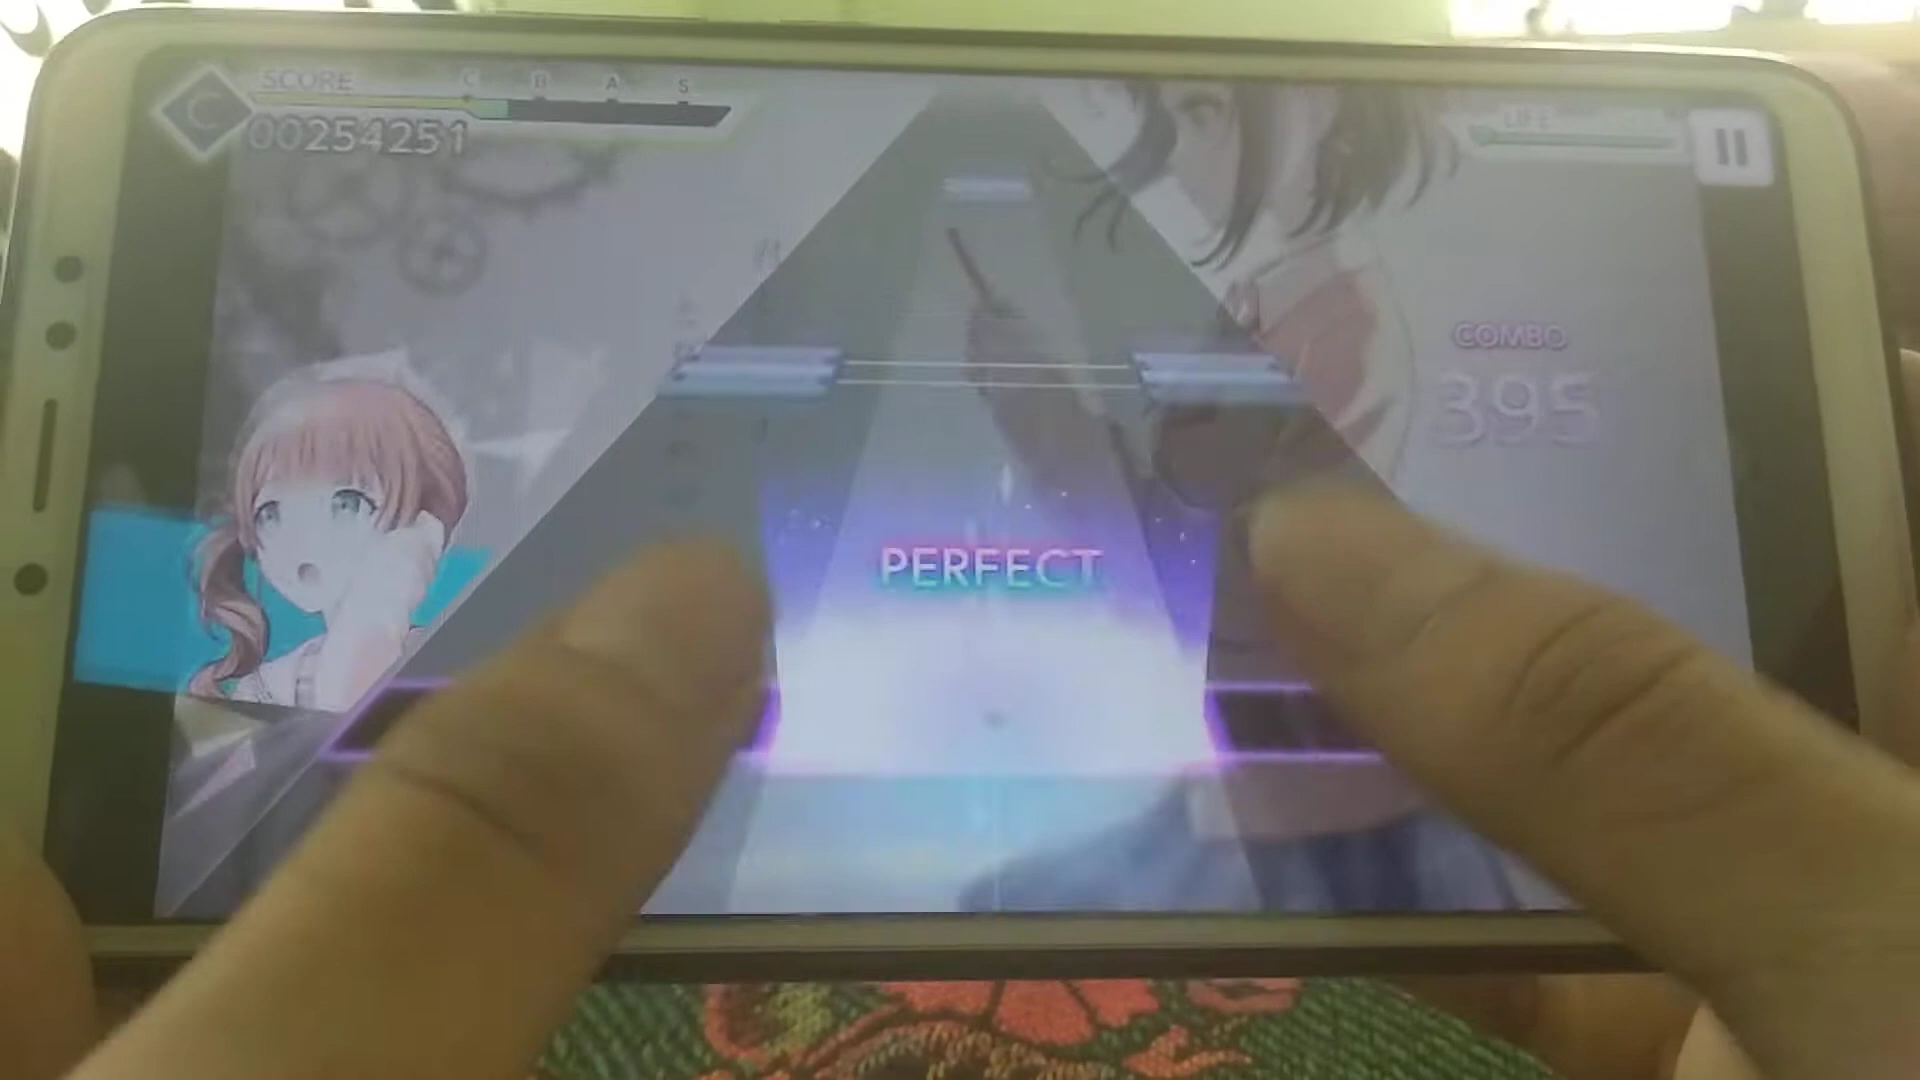 SCORE
C B A S
C
00254251
LIFE
COMBO
395
PERFECT